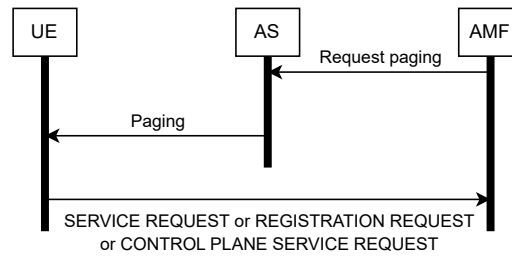 UE
AS
AMF
Request paging
Paging
SERVICE REQUEST or REGISTRATION REQUEST
or CONTROL PLANE SERVICE REQUEST